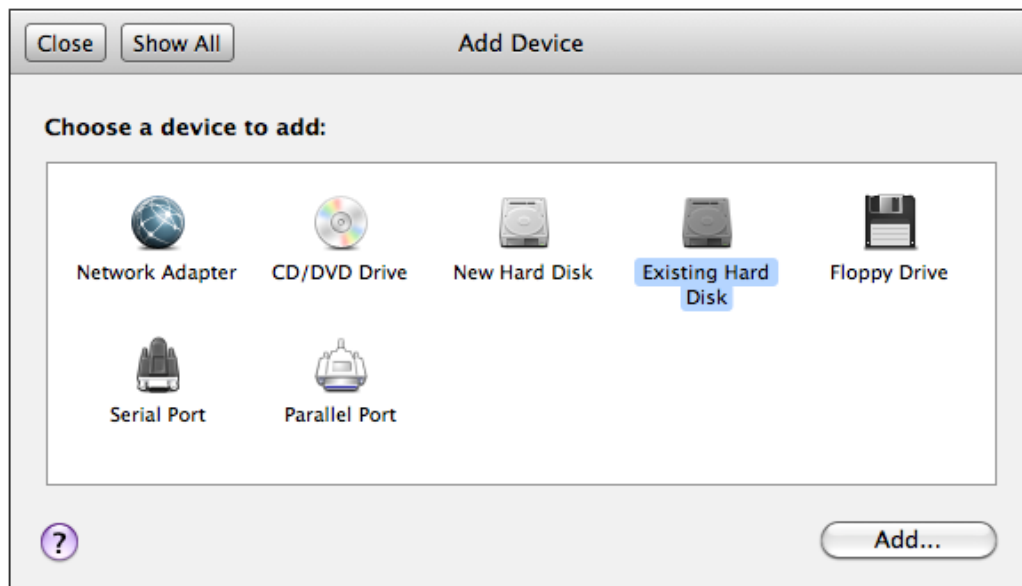 Close Show All Add Device
Choose a device to add:
Network Adapter CD/DVD Drive New Hard Disk Existing Hard Floppy Drive
Disk
Serial Port Parallel Port
?
Add...